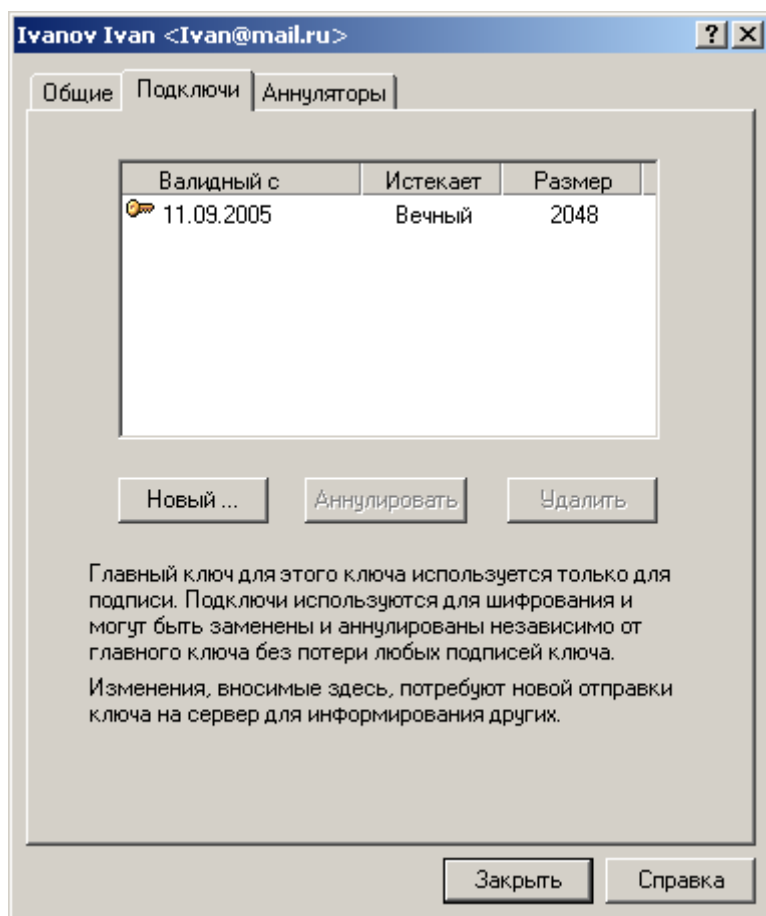 Ivanov Ivan <Ivan@mail.ru>
Общие Подключи Аннуляторы
Валидный с Истекает Размер
11.09.2005 Вечный 2048
Новый ... Аннулировать Удалить
Главный ключ для этого ключа используется только для
подписи. Подключи используются для шифрования и
могут быть заменены и аннулированы независимо от
главного ключа без потери любых подписей ключа.
Изменения, вносимые здесь, потребуют новой отправки
ключа на сервер для информирования других.
Закрыть Справка